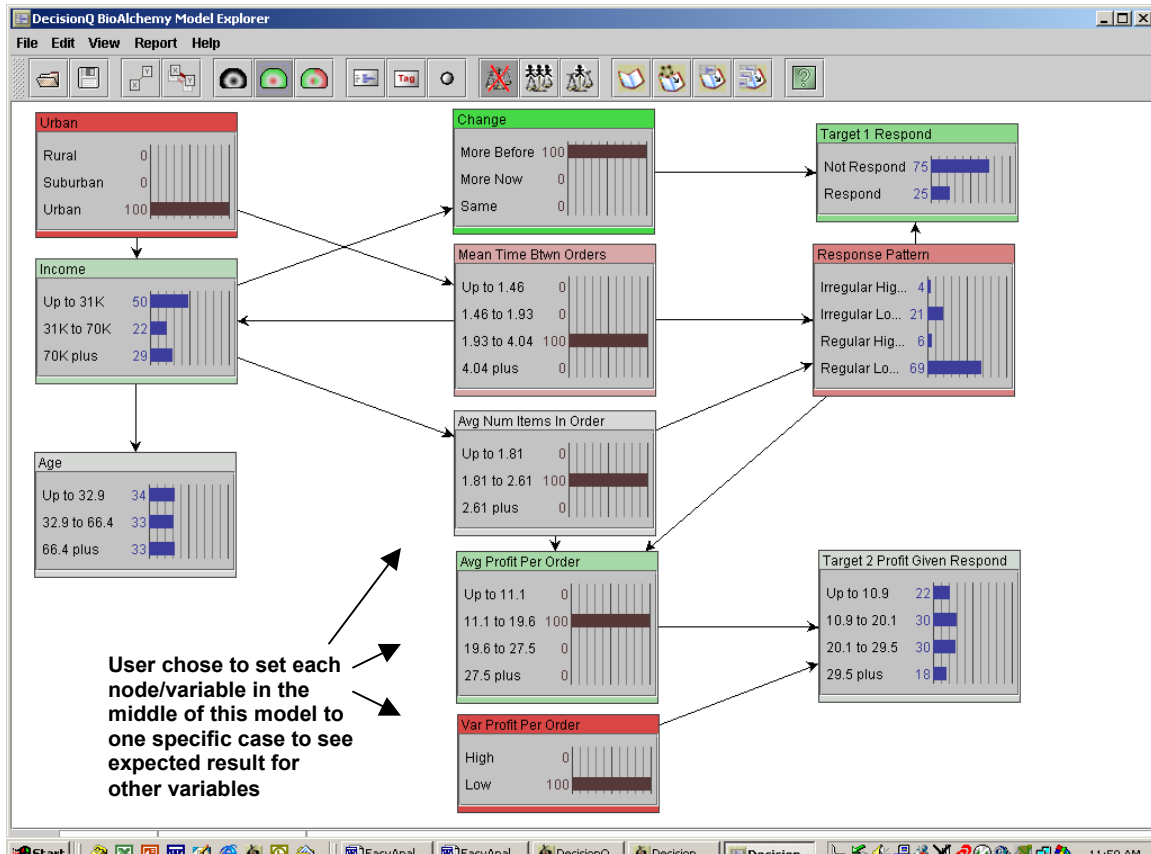 DecisionQ BioAlchemy Model Explorer
File Edit View Report Help
Tag
Urban
Rural 0
Suburban 0
Urban 100
Change
More Before 100
More Now 0
Same 0
Target 1 Respond
Not Respond 75
Respond 25
Income
Up to 31K 50
31K to 70K 22
70K plus 29
Mean Time Btwn Orders
Up to 1.46 0
1.46 to 1.93 0
1.93 to 4.04 100
4.04 plus 0
Response Pattern
Irregular Hig... 4
Irregular Lo... 21
Regular Hig... 6
Regular Lo... 69
Avg Num Items In Order
Up to 1.81 0
1.81 to 2.61 100
2.61 plus 0
Age
Up to 32.9 34
32.9 to 66.4 33
66.4 plus 33
Avg Profit Per Order
Up to 11.1 0
11.1 to 19.6 100
19.6 to 27.5 0
27.5 plus 0
Target 2 Profit Given Respond
Up to 10.9 22
10.9 to 20.1 30
20.1 to 29.5 30
29.5 plus 18
User chose to set each
node/variable in the
middle of this model to
one specific case to see
expected result for
other variables
Var Profit Per Order
High 0
Low 100
Start EasyAnal... EasyAnal... DecisionQ... Decision... Decision... 11:50 AM